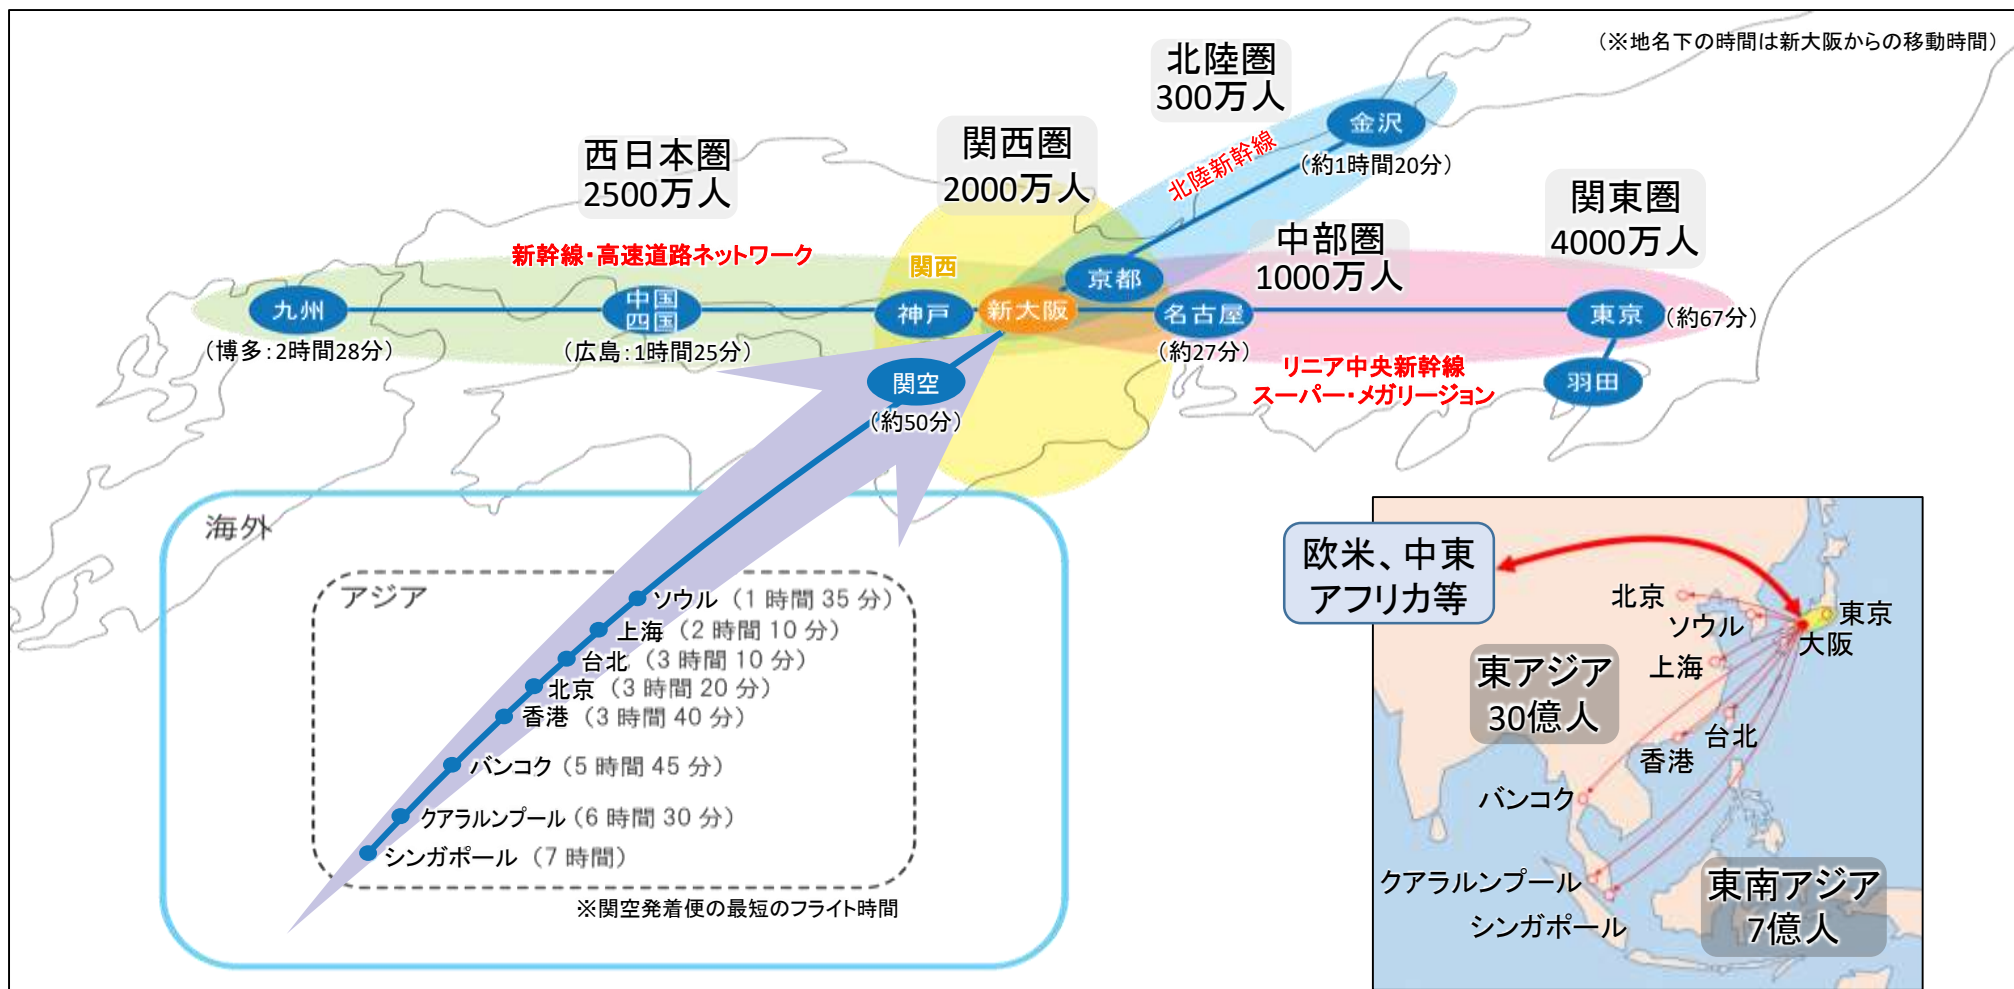 （※地名下の時間は新大阪からの移動時間）
北陸圏
300万人
金沢
（約1時間20分）
北陸新幹線
西日本圏
2500万人
関西圏
2000万人
中部圏
1000万人
関東圏
4000万人
新幹線・高速道路ネットワーク
関西
九州
（博多：2時間28分）
中国
四国
（広島：1時間25分）
神戸
新大阪
京都
名古屋
（約27分）
東京
（約67分）
羽田
リニア中央新幹線
スーパー・メガリージョン
関空
（約50分）
海外
アジア
ソウル（1時間35分）
上海（2時間10分）
台北（3時間10分）
北京（3時間20分）
香港（3時間40分）
バンコク（5時間45分）
クアラルンプール（6時間30分）
シンガポール（7時間）
※関空発着便の最短のフライト時間
欧米、中東
アフリカ等
北京
ソウル
上海
東京
大阪
東アジア
30億人
台北
香港
バンコク
クアラルンプール
シンガポール
東南アジア
7億人